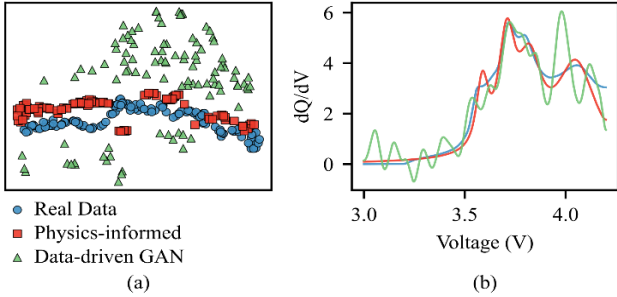 Real Data
Physics-informed
Data-driven GAN
(a)
dQ/dV
6
4
2
0
3.0 3.5 4.0
Voltage (V)
(b)